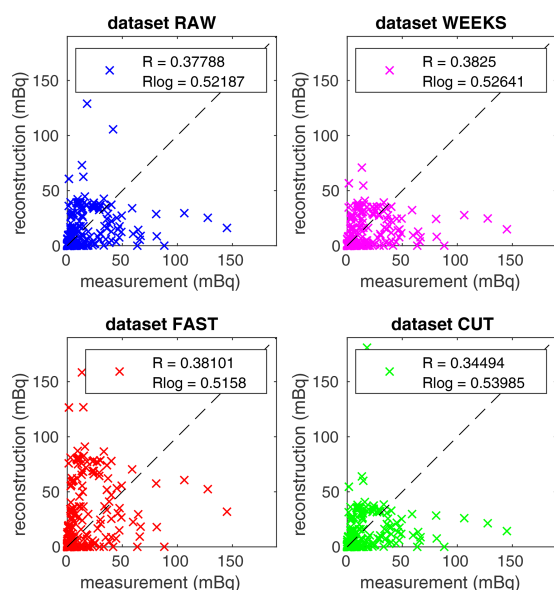 dataset RAW
reconstruction (mBq)
150
100
50
0
R = 0.37788
Rlog = 0.52187
0 50 100 150
measurement (mBq)
dataset WEEKS
reconstruction (mBq)
150
100
50
0
R = 0.3825
Rlog = 0.52641
0 50 100 150
measurement (mBq)
dataset FAST
reconstruction (mBq)
150
100
50
0
R = 0.38101
Rlog = 0.5158
0 50 100 150
measurement (mBq)
dataset CUT
reconstruction (mBq)
150
100
50
0
R = 0.34494
Rlog = 0.53985
0 50 100 150
measurement (mBq)